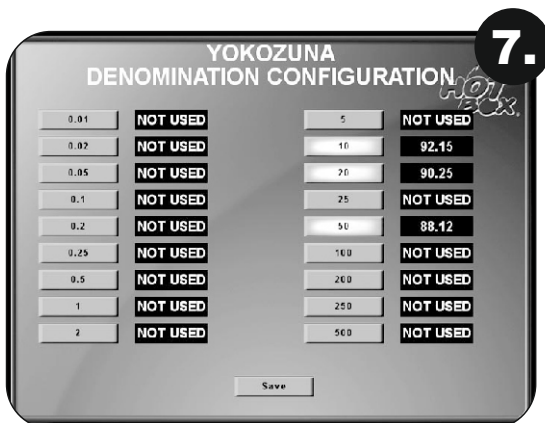 7.
YOKOZUNA
DENOMINATION CONFIGURATION
HOT
BOX.
0.01 NOT USED 5 NOT USED
0.02 NOT USED 10 92.15
0.05 NOT USED 20 90.25
0.1 NOT USED 25 NOT USED
0.2 NOT USED 50 88.12
0.25 NOT USED 100 NOT USED
0.5 NOT USED 200 NOT USED
1 NOT USED 250 NOT USED
2 NOT USED 500 NOT USED
Save